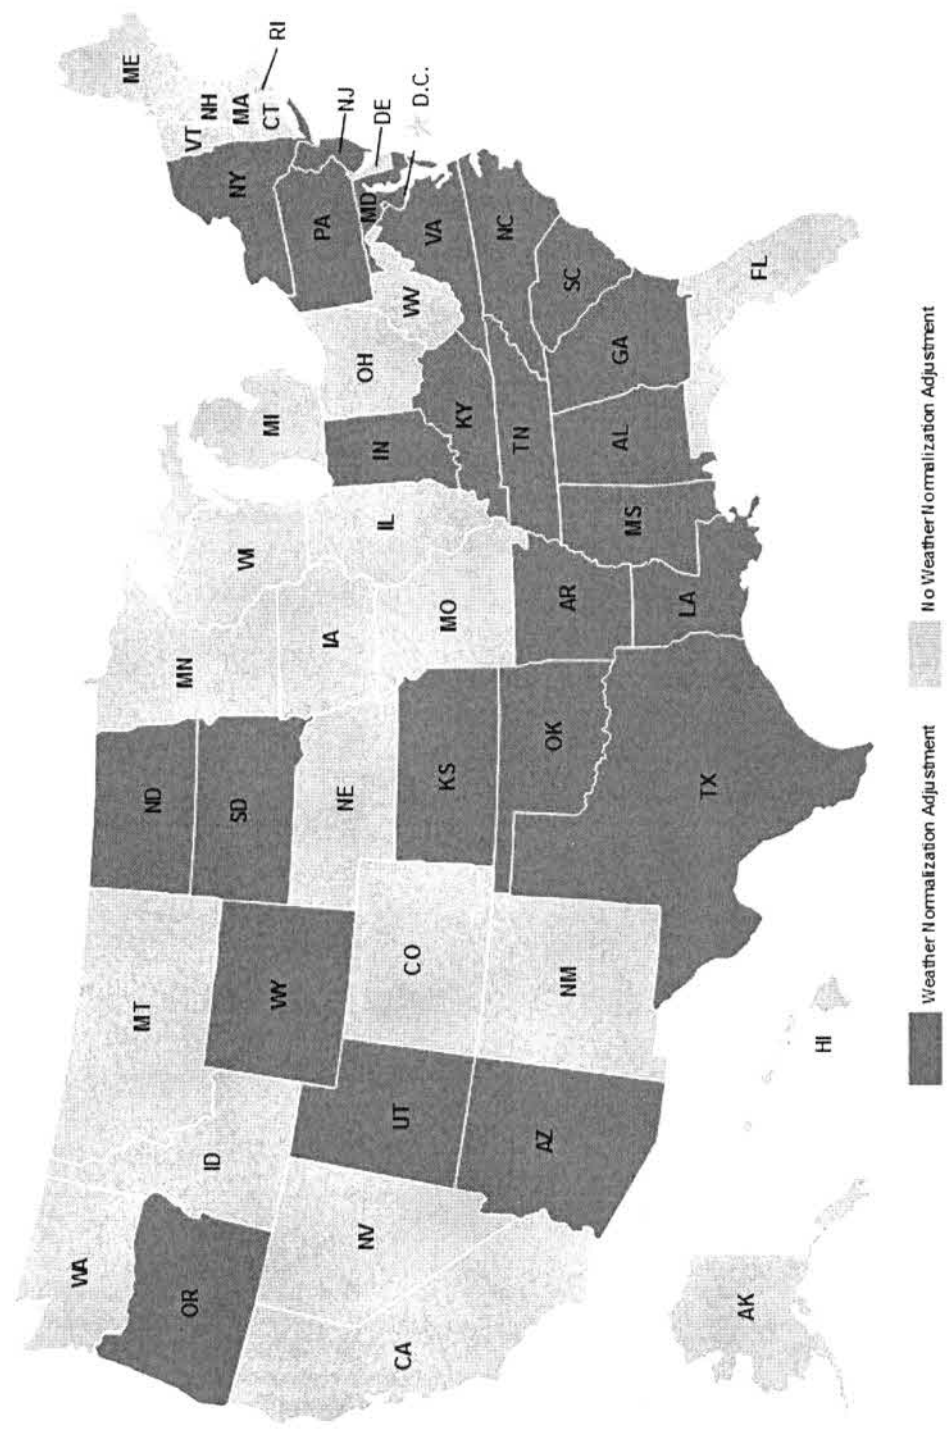 WA
OR
CA
NV
ID
MT
WY
UT
AZ
CO
NM
ND
SD
NE
KS
OK
TX
MN
IA
MO
AR
LA
WI
IL
MS
MI
IN
KY
TN
AL
OH
WV
GA
FL
SC
NC
VA
MD
PA
NY
VT
NH
MA
CT
RI
ME
NJ
DE
D.C.
AK
HI
Weather Normalization Adjustment
No Weather Normalization Adjustment